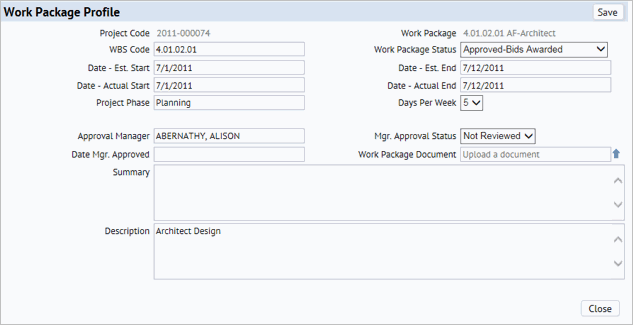 Work Package Profile Save
Project Code 2011-000074 Work Package 4.01.02.01 AF-Architect
WBS Code 4.01.02.01 Work Package Status Approved-Bids Awarded
Date - Est. Start 7/1/2011 Date - Est. End 7/12/2011
Date - Actual Start 7/1/2011 Date - Actual End 7/12/2011
Project Phase Planning Days Per Week 5
Approval Manager ABERNATHY, ALISON Mgr. Approval Status Not Reviewed
Date Mgr. Approved Work Package Document Upload a document
Summary
Description Architect Design
Close